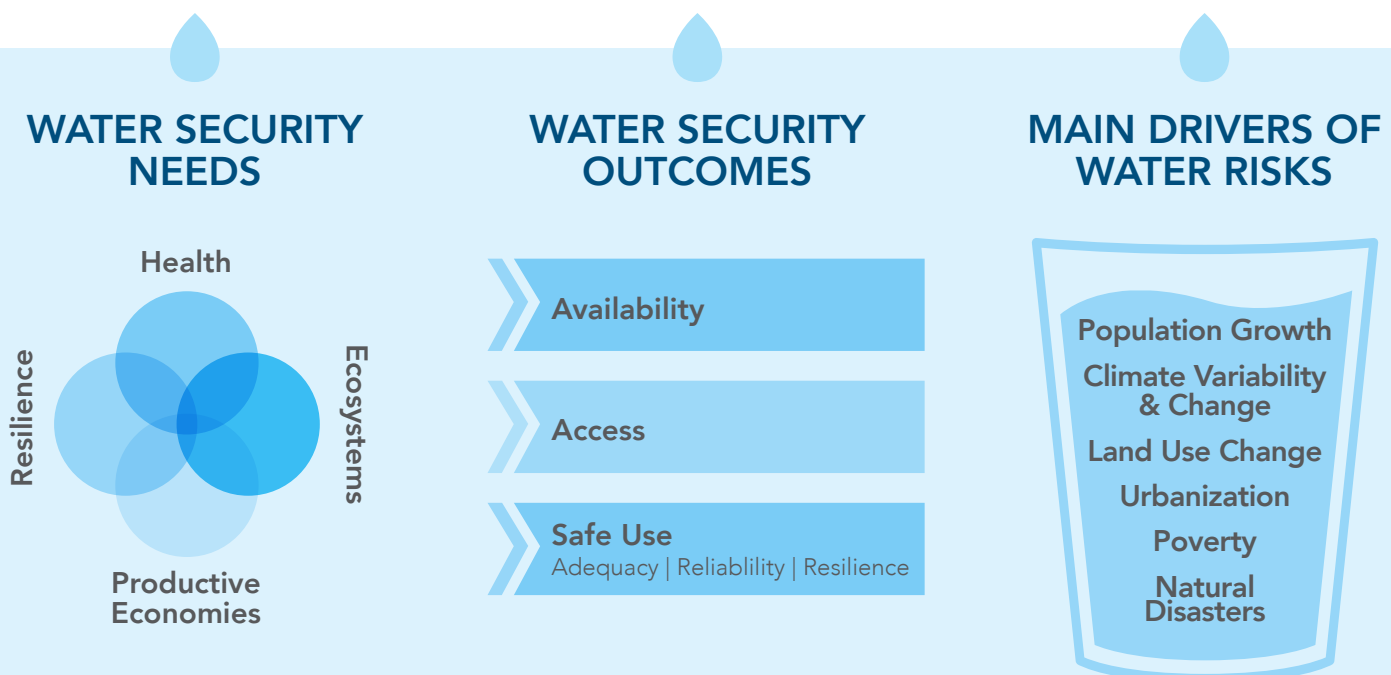 WATER SECURITY
NEEDS
Health
Resilience
Ecosystems
Productive
Economies
WATER SECURITY
OUTCOMES
Availability
Access
Safe Use
Adequacy | Reliablility | Resilience
MAIN DRIVERS OF
WATER RISKS
Population Growth
Climate Variability
& Change
Land Use Change
Urbanization
Poverty
Natural
Disasters